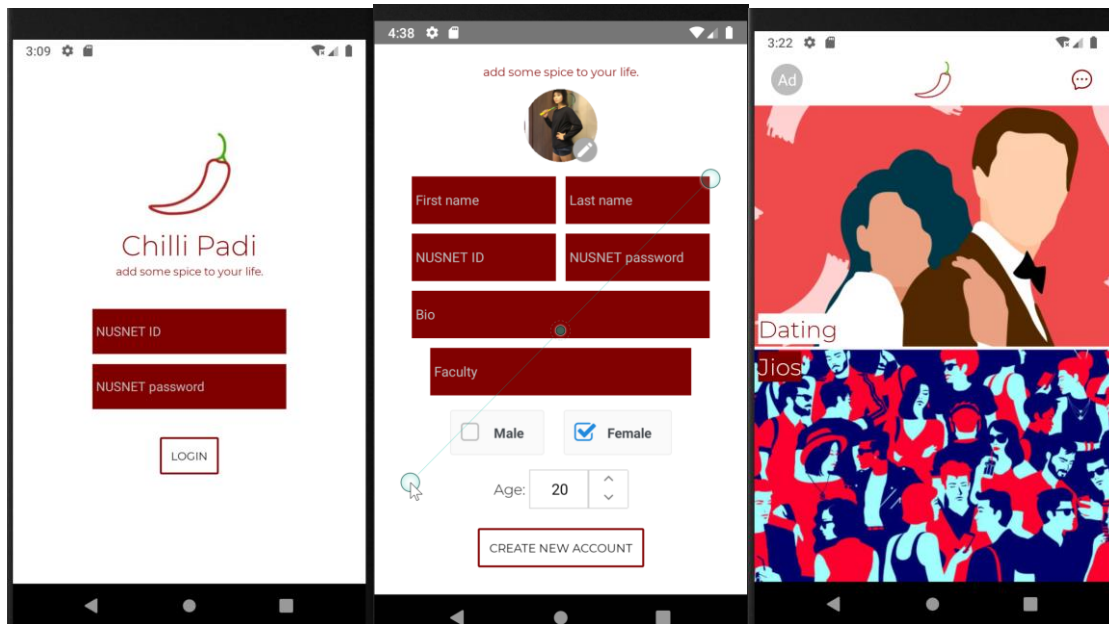 3:09
Chilli Padi
add some spice to your life.
NUSNET ID
NUSNET password
LOGIN
4:38
add some spice to your life.
First name
Last name
NUSNET ID
NUSNET password
Bio
Faculty
Male
Female
Age: 20
CREATE NEW ACCOUNT
3:22
Ad
Dating
Jios